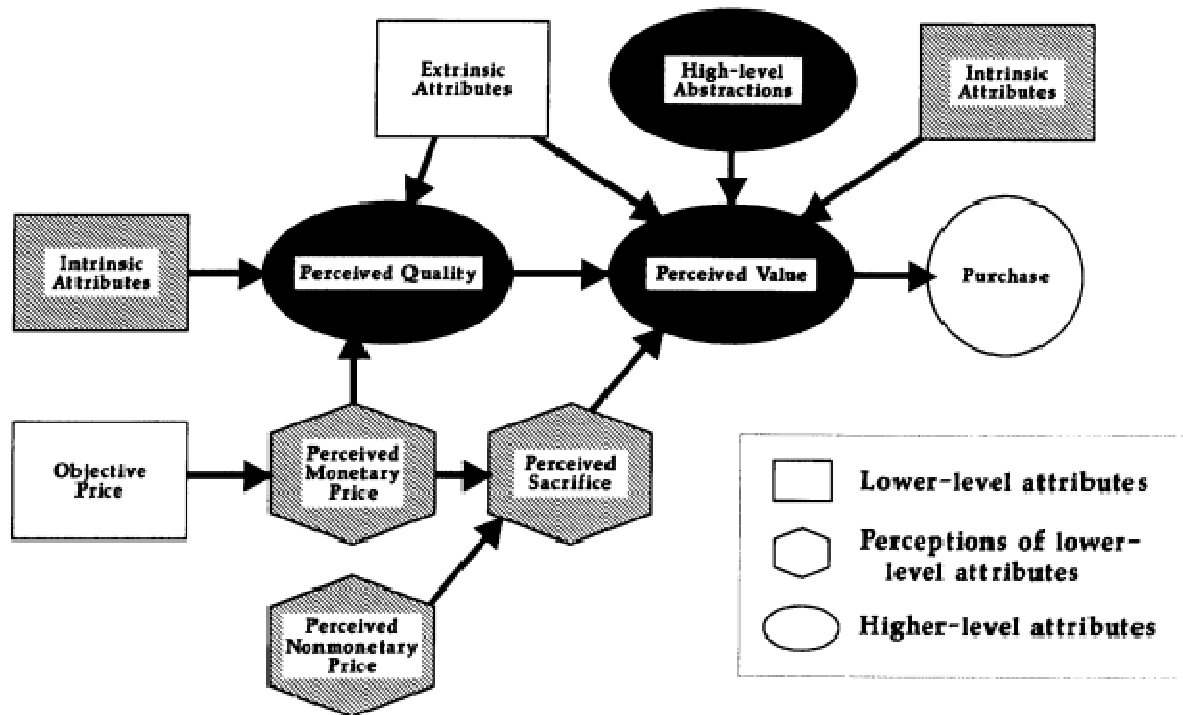 Extrinsic
Attributes
High-level
Abstractions
Intrinsic
Attributes
Intrinsic
Attributes
Perceived Quality
Perceived Value
Purchase
Objective
Price
Perceived
Monetary
Price
Perceived
Sacrifice
Perceived
Nonmonetary
Price
Lower-level attributes
Perceptions of lower-
level attributes
Higher-level attributes